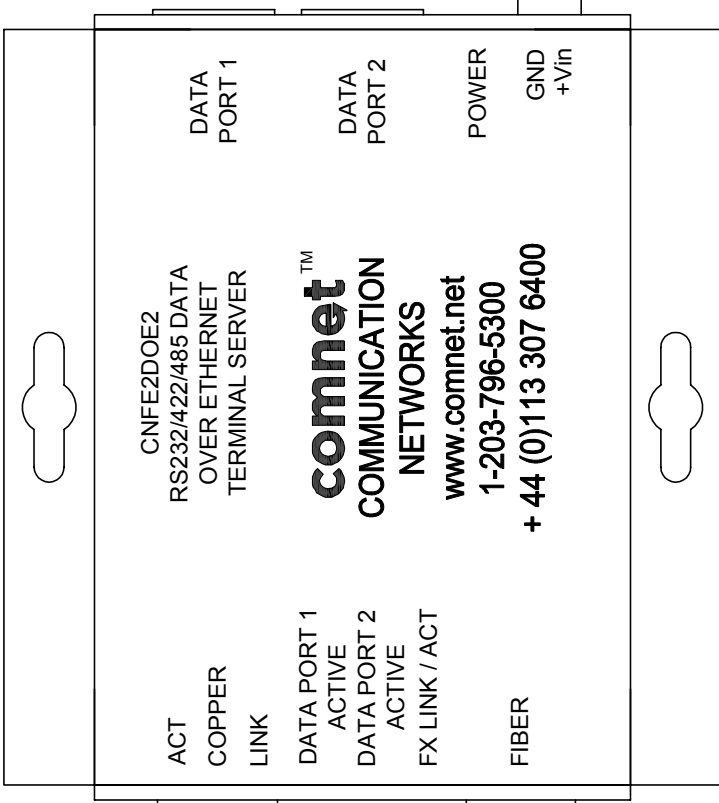 DATA
PORT 1
DATA
PORT 2
POWER
GND
+Vin
CNFE2DOE2
RS232/422/485 DATA
OVER ETHERNET
TERMINAL SERVER
comnet™
COMMUNICATION
NETWORKS
www.comnet.net
1-203-796-5300
+ 44 (0)113 307 6400
ACT
COPPER
LINK
DATA PORT 1
ACTIVE
DATA PORT 2
ACTIVE
FX LINK / ACT
FIBER